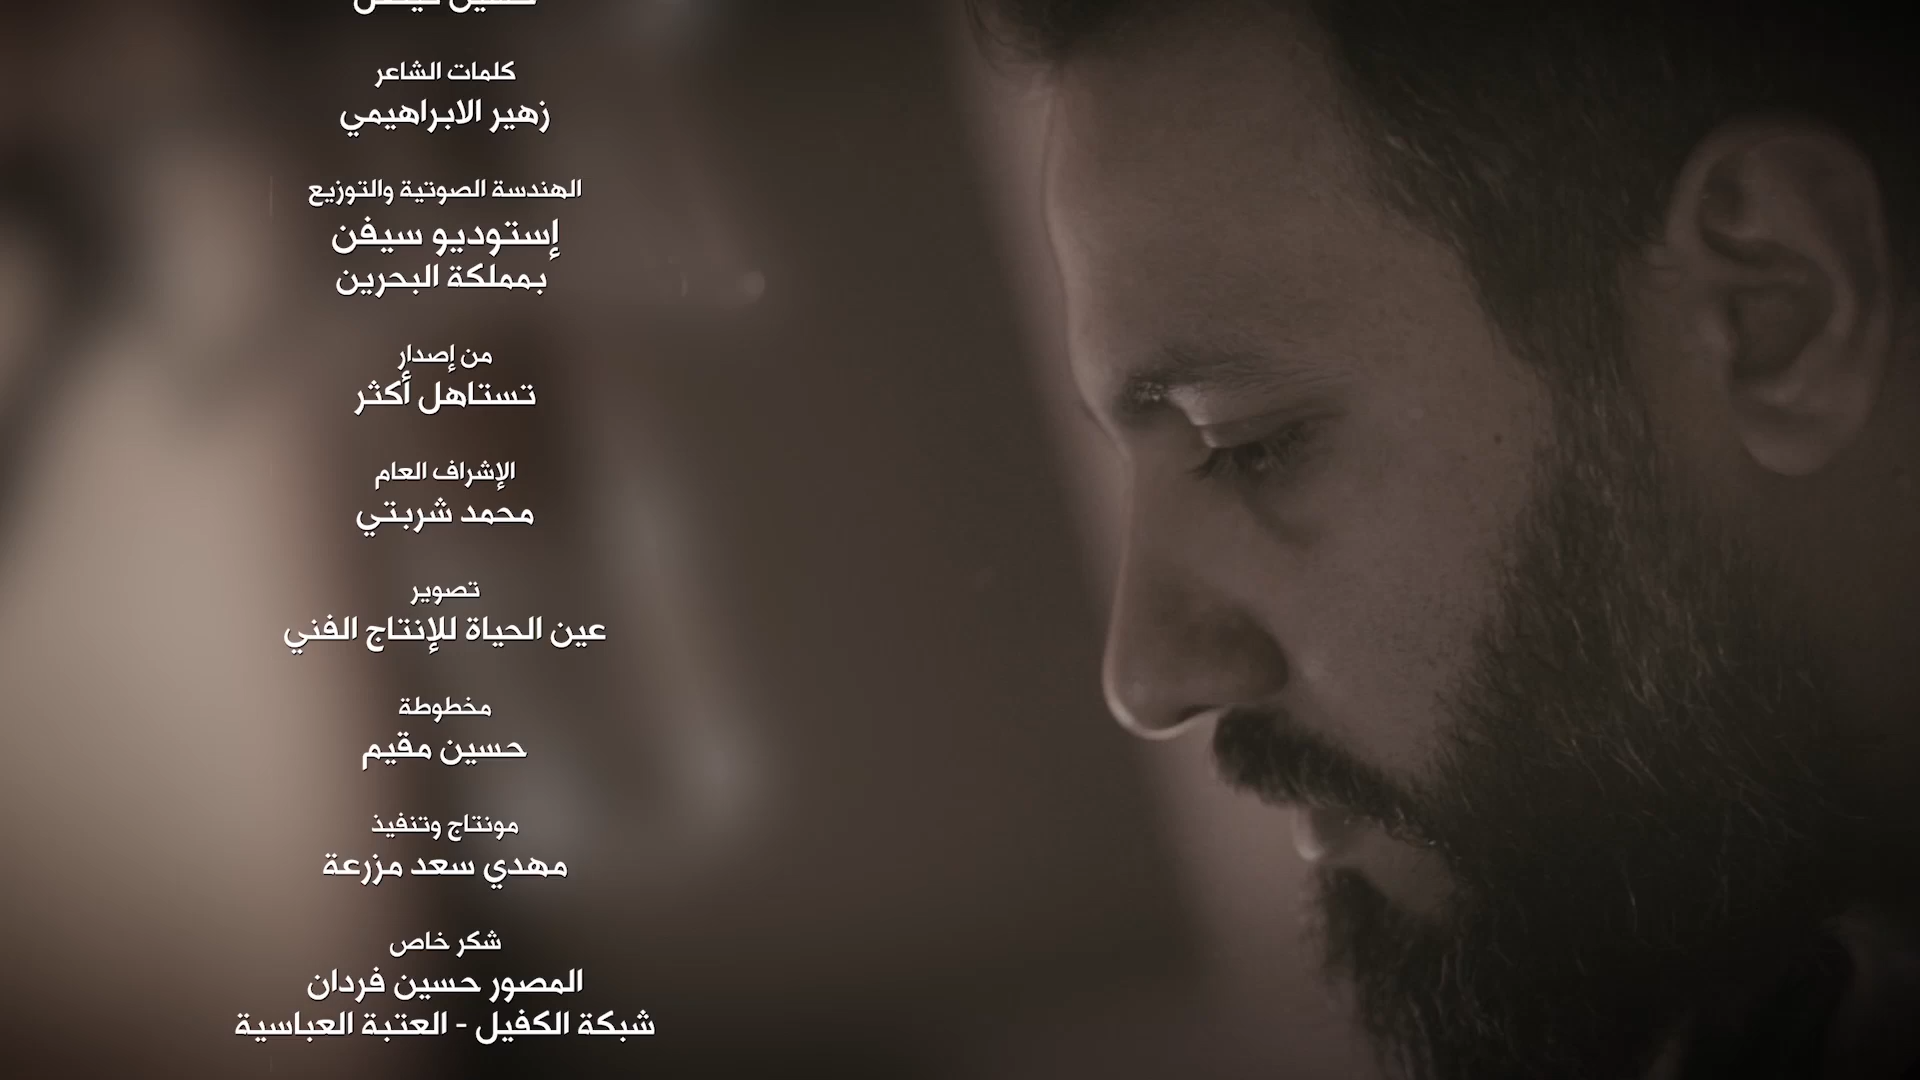 كلمات الشاعر
زهير الابراهيمي
الهندسة الصوتية والتوزيع
إستوديو سيفن
بمملكة البحرين
من إصدار
تستاهل أكثر
الإشراف العام
محمد شربتي
تصوير
عين الحياة للإنتاج الفني
مخطوطة
حسين مقيم
مونتاج وتنفيذ
مهدي سعد مزرعة
شكر خاص
المصور حسين فردان
شبكة الكفيل - العتبة العباسية